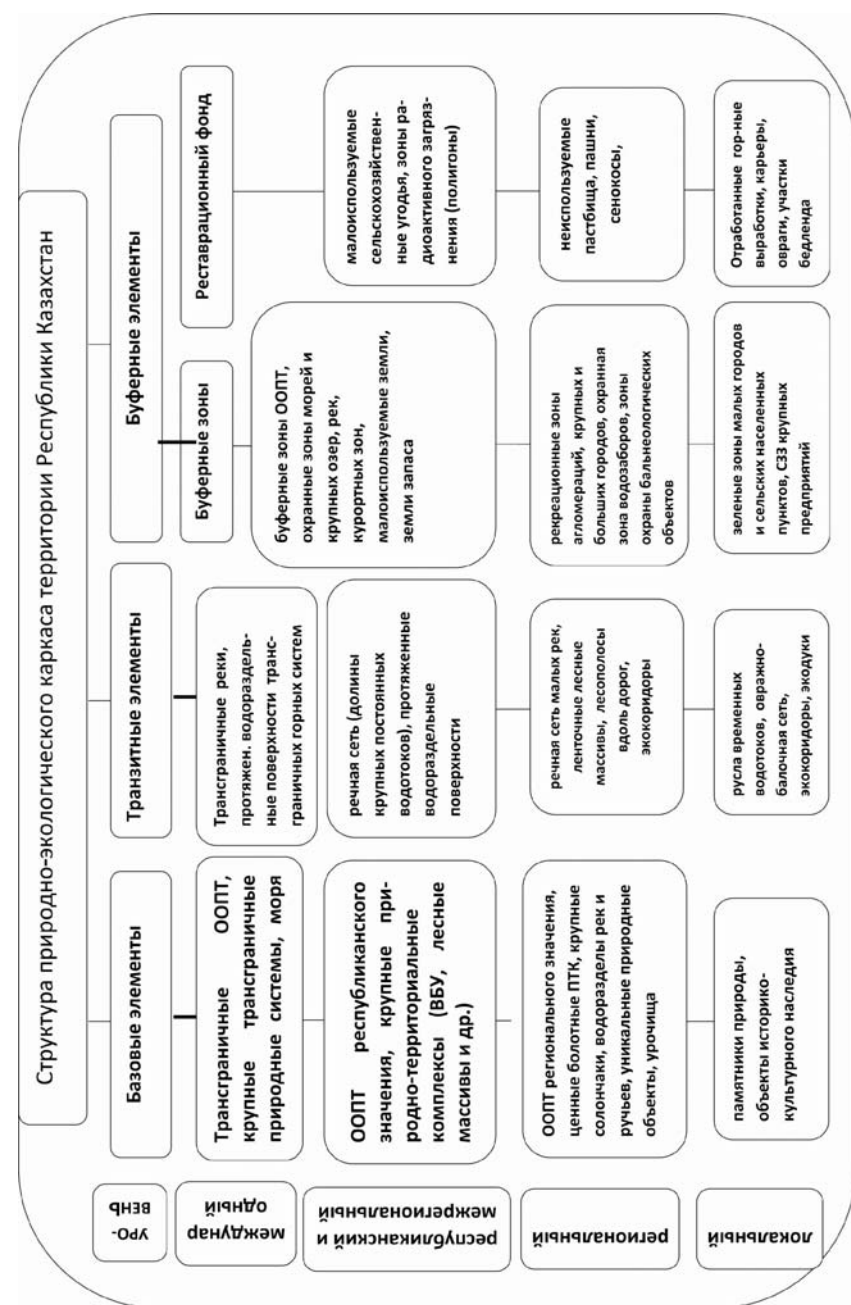 Структура природно-экологического каркаса территории Республики Казахстан
УРО-
ВЕНЬ
Базовые элементы
Транзитные элементы
Буферные элементы
Буферные зоны
Реставрационный фонд
междунар
одный
Трансграничные ООПТ,
крупные трансграничные
природные системы, моря
Трансграничные реки,
протяжен. водораздель-
ные поверхности транс-
граничных горных систем
республиканский и
межрегиональный
ООПТ республиканского
значения, крупные при-
родно-территориальные
комплексы (ВБУ, лесные
массивы и др.)
речная сеть (долины
крупных постоянных
водотоков), протяженные
водораздельные
поверхности
буферные зоны ООПТ,
охранные зоны морей и
крупных озер, рек,
курортных зон,
малоиспользуемые земли,
земли запаса
малоиспользуемые
сельскохозяйствен-
ные угодья, зоны ра-
диоактивного загряз-
нения (полигоны)
региональный
ООПТ регионального значения,
ценные болотные ПТК, крупные
солончаки, водоразделы рек и
ручьев, уникальные природные
объекты, урочища
речная сеть малых рек,
ленточные лесные
массивы, лесополосы
вдоль дорог,
экокоридоры
рекреационные зоны
агломераций, крупных и
больших городов, охранная
зона водозаборов, зоны
охраны бальнеологических
объектов
неиспользуемые
пастбища, пашни,
сенокосы,
локальный
памятники природы,
объекты историко-
культурного наследия
русла временных
водотоков, овражно-
балочная сеть,
экокоридоры, экодуки
зеленые зоны малых городов
и сельских населенных
пунктов, СЗЗ крупных
предприятий
Отработанные гор-ные
выработки, карьеры,
овраги, участки
бедленда